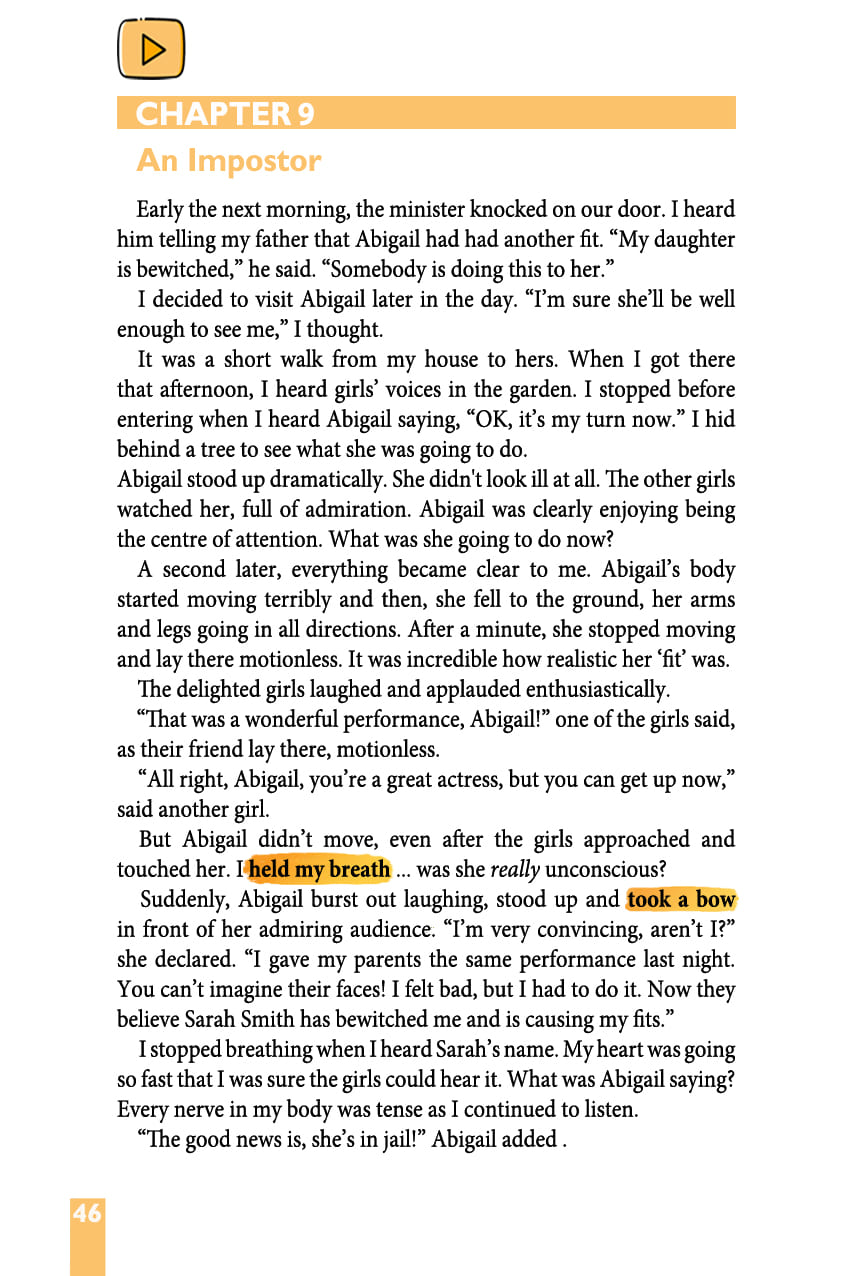 CHAPTER 9
An Impostor
Early the next morning, the minister knocked on our door. I heard
him telling my father that Abigail had had another fit. “My daughter
is bewitched,” he said. “Somebody is doing this to her.”
I decided to visit Abigail later in the day. “I’m sure she’ll be well
enough to see me,” I thought.
It was a short walk from my house to hers. When I got there
that afternoon, I heard girls’ voices in the garden. I stopped before
entering when I heard Abigail saying, “OK, it’s my turn now.” I hid
behind a tree to see what she was going to do.
Abigail stood up dramatically. She didn't look ill at all. The other girls
watched her, full of admiration. Abigail was clearly enjoying being
the centre of attention. What was she going to do now?
A second later, everything became clear to me. Abigail’s body
started moving terribly and then, she fell to the ground, her arms
and legs going in all directions. After a minute, she stopped moving
and lay there motionless. It was incredible how realistic her ‘fit’ was.
The delighted girls laughed and applauded enthusiastically.
“That was a wonderful performance, Abigail!” one of the girls said,
as their friend lay there, motionless.
“All right, Abigail, you’re a great actress, but you can get up now,”
said another girl.
But Abigail didn’t move, even after the girls approached and
touched her. I held my breath ... was she really unconscious?
Suddenly, Abigail burst out laughing, stood up and took a bow
in front of her admiring audience. “I’m very convincing, aren’t I?”
she declared. “I gave my parents the same performance last night.
You can’t imagine their faces! I felt bad, but I had to do it. Now they
believe Sarah Smith has bewitched me and is causing my fits.”
I stopped breathing when I heard Sarah’s name. My heart was going
so fast that I was sure the girls could hear it. What was Abigail saying?
Every nerve in my body was tense as I continued to listen.
“The good news is, she’s in jail!” Abigail added .
46